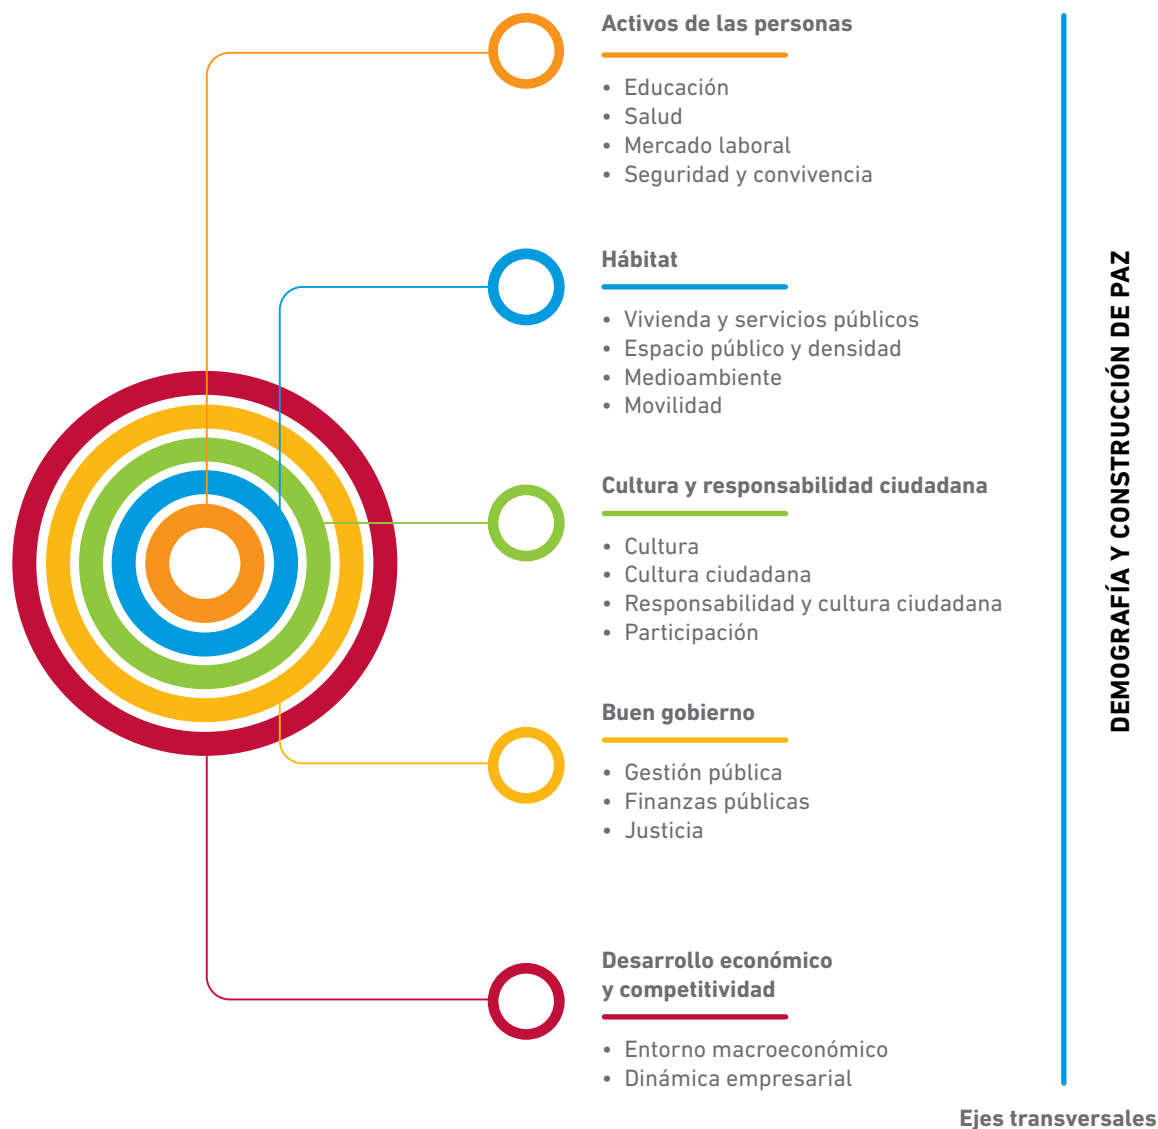 Activos de las personas
• Educación
• Salud
• Mercado laboral
• Seguridad y convivencia
Hábitat
• Vivienda y servicios públicos
• Espacio público y densidad
• Medioambiente
• Movilidad
Cultura y responsabilidad ciudadana
• Cultura
• Cultura ciudadana
• Responsabilidad y cultura ciudadana
• Participación
Buen gobierno
• Gestión pública
• Finanzas públicas
• Justicia
Desarrollo económico
y competitividad
• Entorno macroeconómico
• Dinámica empresarial
DEMOGRAFÍA Y CONSTRUCCIÓN DE PAZ
Ejes transversales